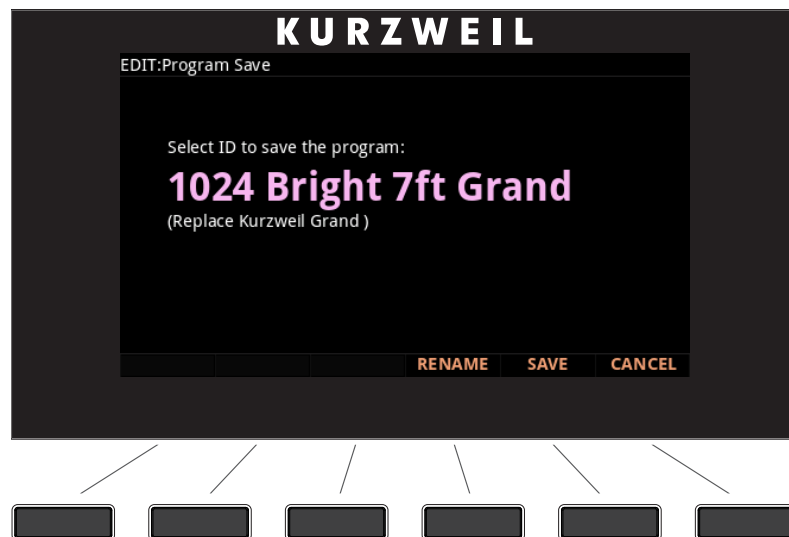 KURZWEIL
EDIT:Program Save
Select ID to save the program:
1024 Bright 7ft Grand
(Replace Kurzweil Grand )
RENAME SAVE CANCEL